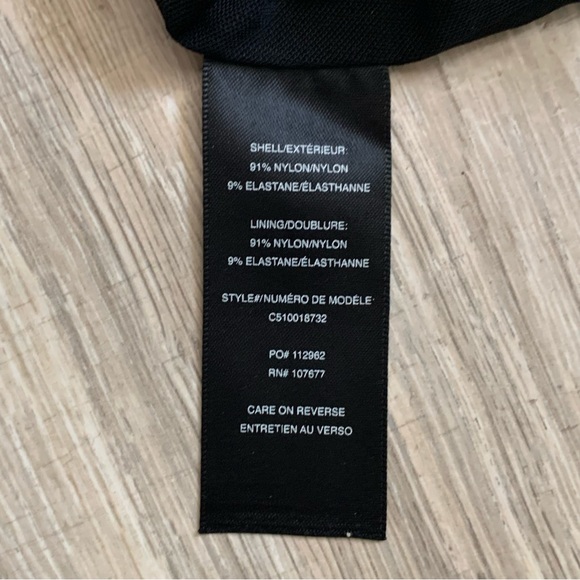 SHELL/EXTÉRIEUR:
91% NYLON/NYLON
9% ELASTANE/ÉLASTHANNE
LINING/DOUBLURE:
91% NYLON/NYLON
9% ELASTANE/ÉLASTHANNE
STYLE#/NUMÉRO DE MODÈLE:
C510018732
PO# 112962
RN# 107677
CARE ON REVERSE
ENTRETIEN AU VERSO